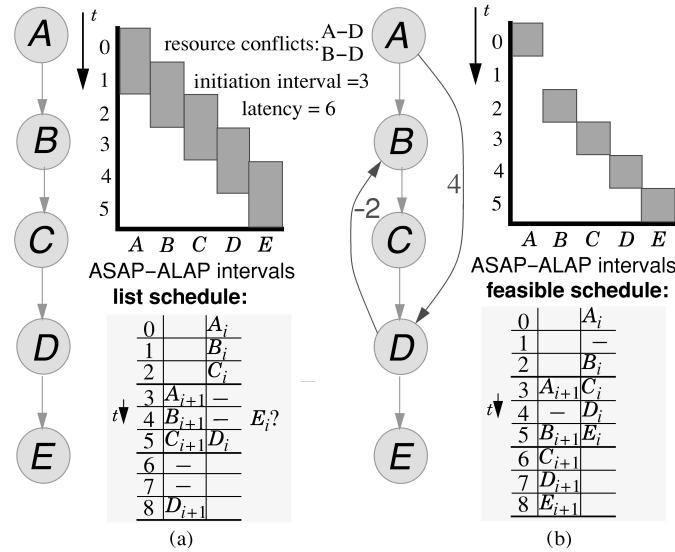 A
B
C
D
E
t
0
1
2
3
4
5
A B C D E
resource conflicts: A–D
B–D
initiation interval =3
latency = 6
ASAP–ALAP intervals
list schedule:
0 A_i
1 B_i
2 C_i
3 A_{i+1} –
4 B_{i+1} –
5 C_{i+1} D_i
6 –
7 –
8 D_{i+1}
t
E_i?
(a)
A
B
C
D
E
4
-2
t
0
1
2
3
4
5
A B C D E
ASAP–ALAP intervals
feasible schedule:
0 A_i
1 –
2 B_i
3 A_{i+1} C_i
4 – D_i
5 B_{i+1} E_i
6 C_{i+1}
7 D_{i+1}
8 E_{i+1}
t
(b)